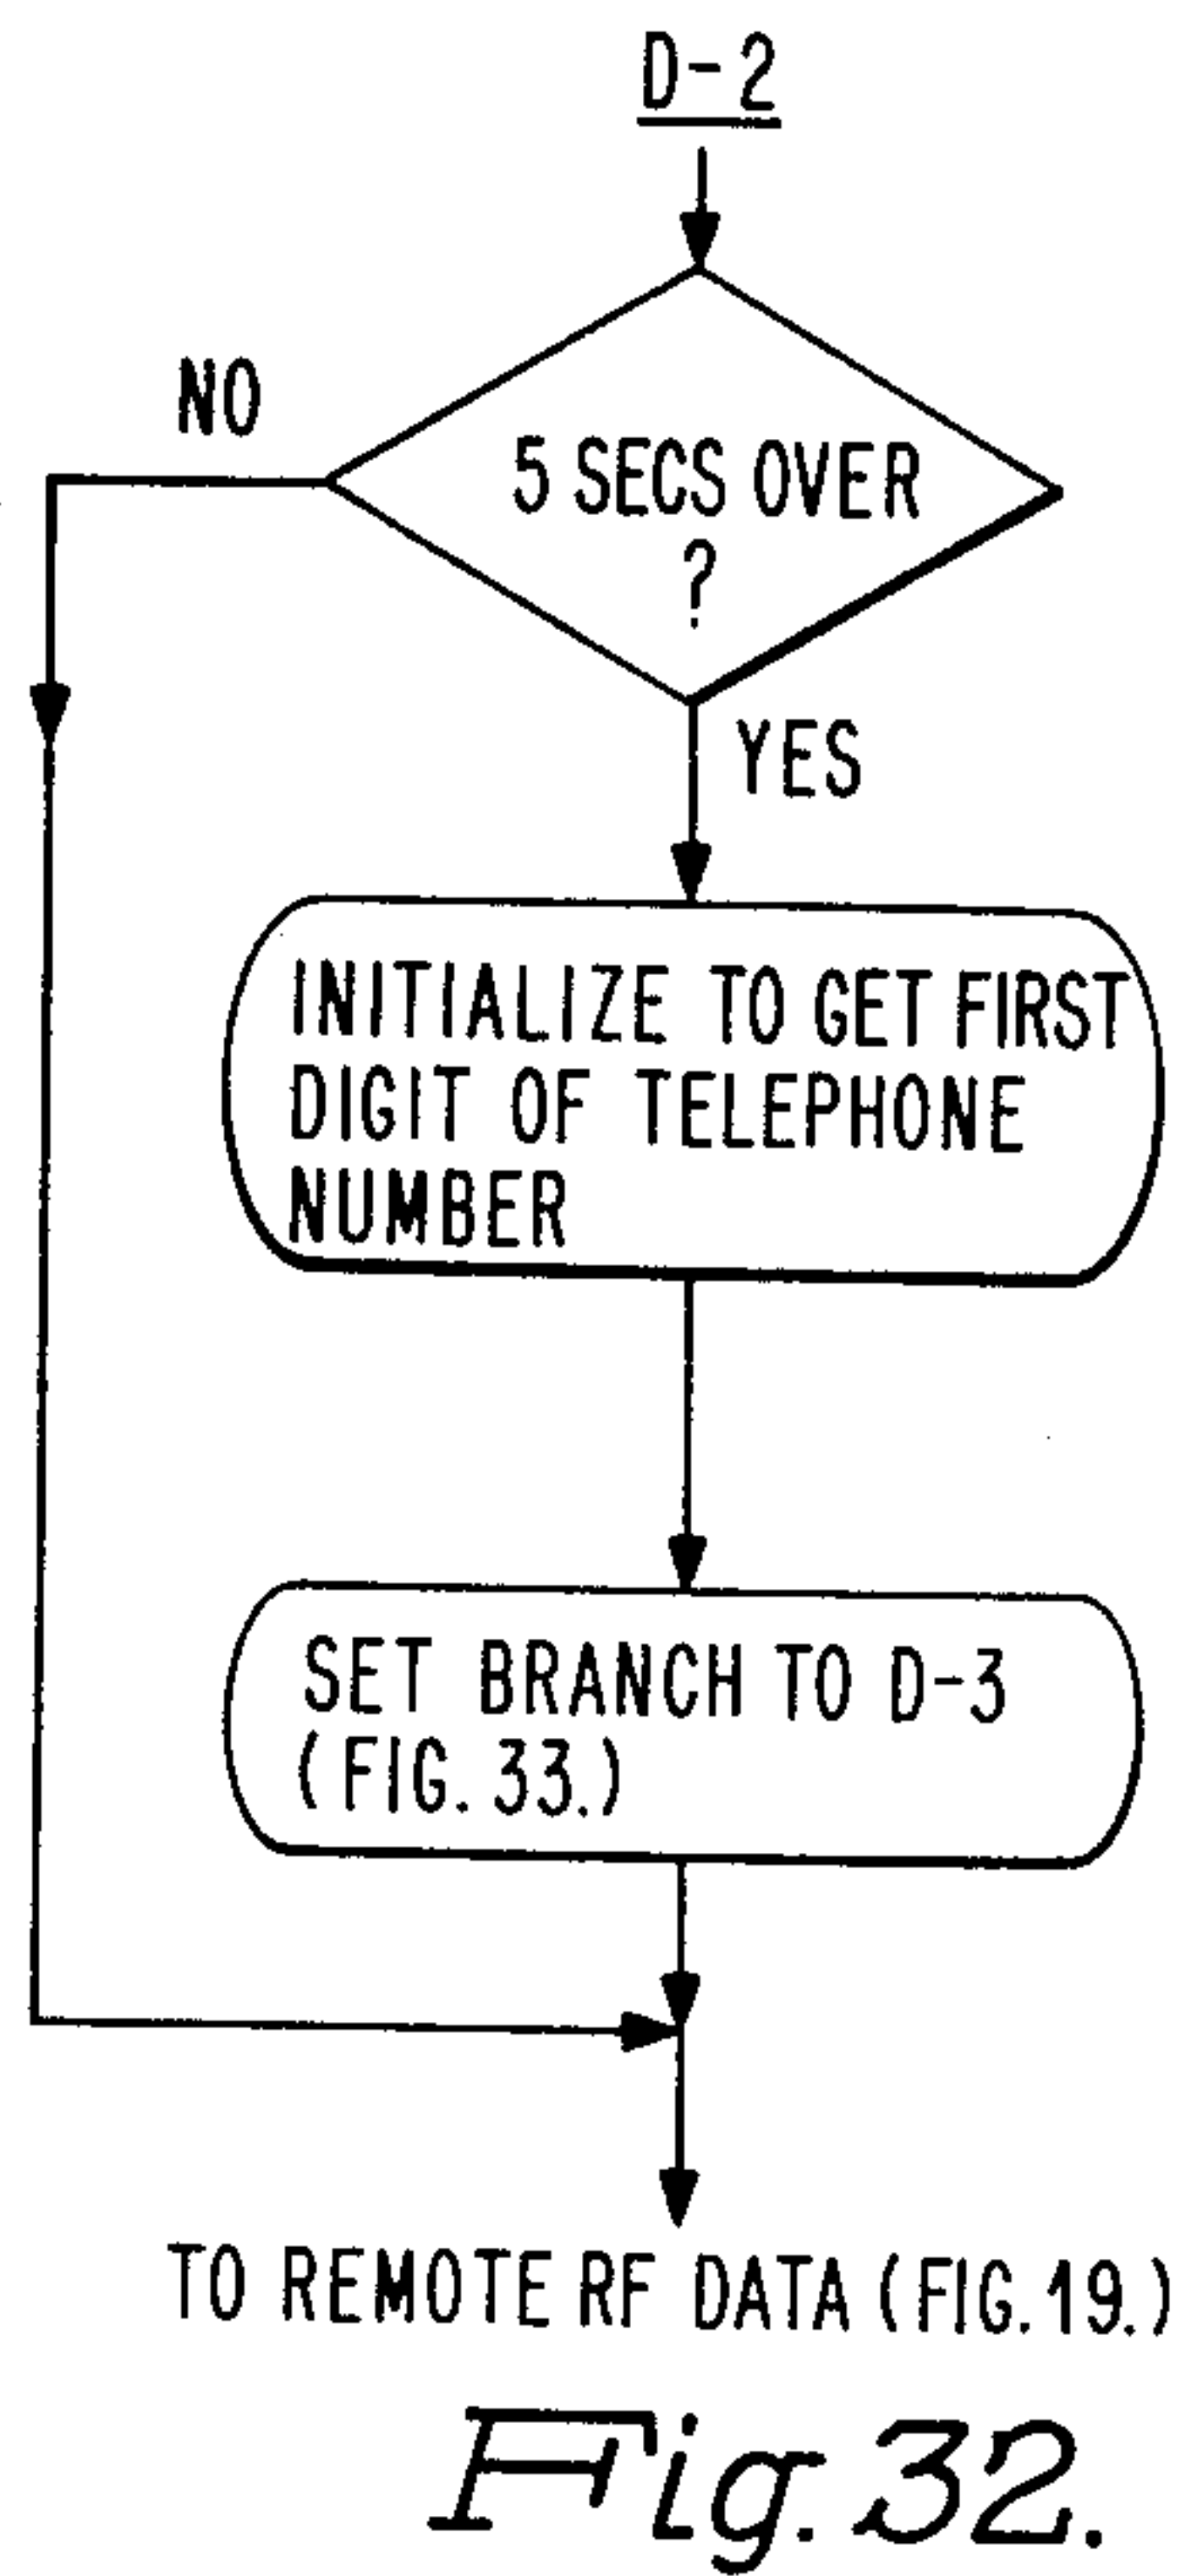 D-2
NO
5 SECS OVER
?
YES
INITIALIZE TO GET FIRST
DIGIT OF TELEPHONE
NUMBER
SET BRANCH TO D-3
(FIG. 33.)
TO REMOTE RF DATA (FIG. 19.)
Fig. 32.